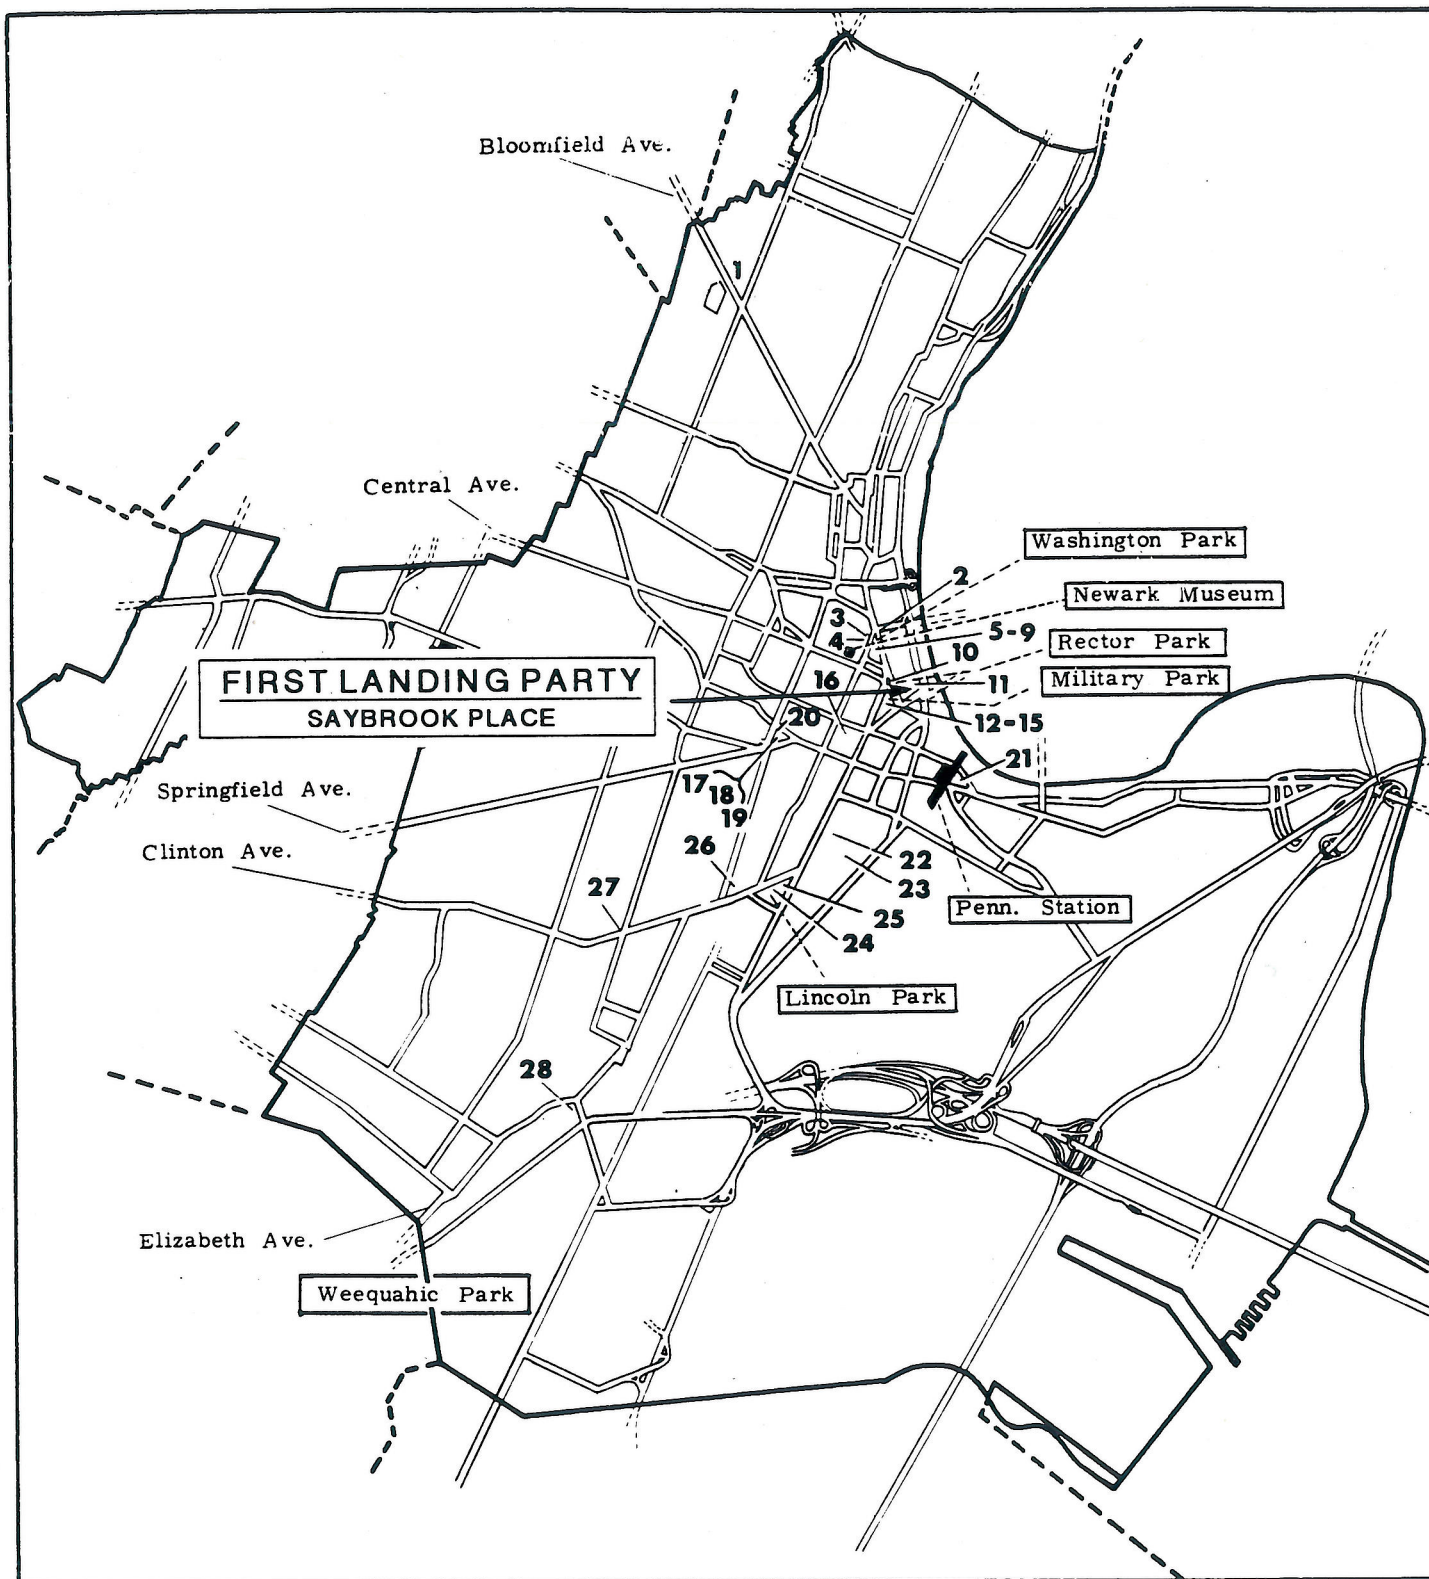 Bloomfield Ave.
1
Central Ave.
Washington Park
2
Newark Museum
3
4
5-9
Rector Park
10
Military Park
11
FIRST LANDING PARTY
SAYBROOK PLACE
16
12-15
20
21
17
18
19
Springfield Ave.
Clinton Ave.
26
22
27
23
Penn. Station
25
24
Lincoln Park
28
Elizabeth Ave.
Weequahic Park